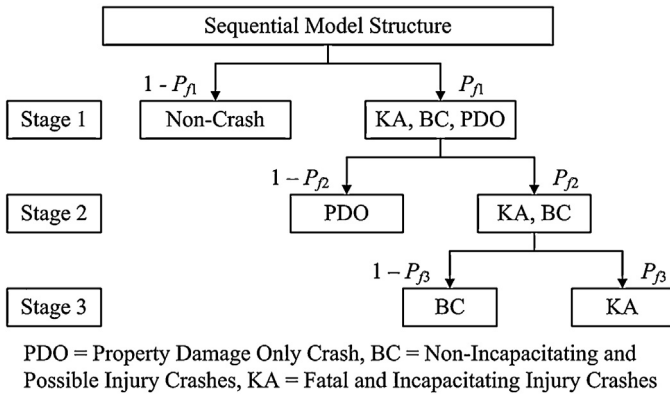 Sequential Model Structure
1 - Pf1
Pf1
Stage 1
Non-Crash
KA, BC, PDO
1 – Pf2
Pf2
Stage 2
PDO
KA, BC
1 – Pf3
Pf3
Stage 3
BC
KA
PDO = Property Damage Only Crash, BC = Non-Incapacitating and
Possible Injury Crashes, KA = Fatal and Incapacitating Injury Crashes